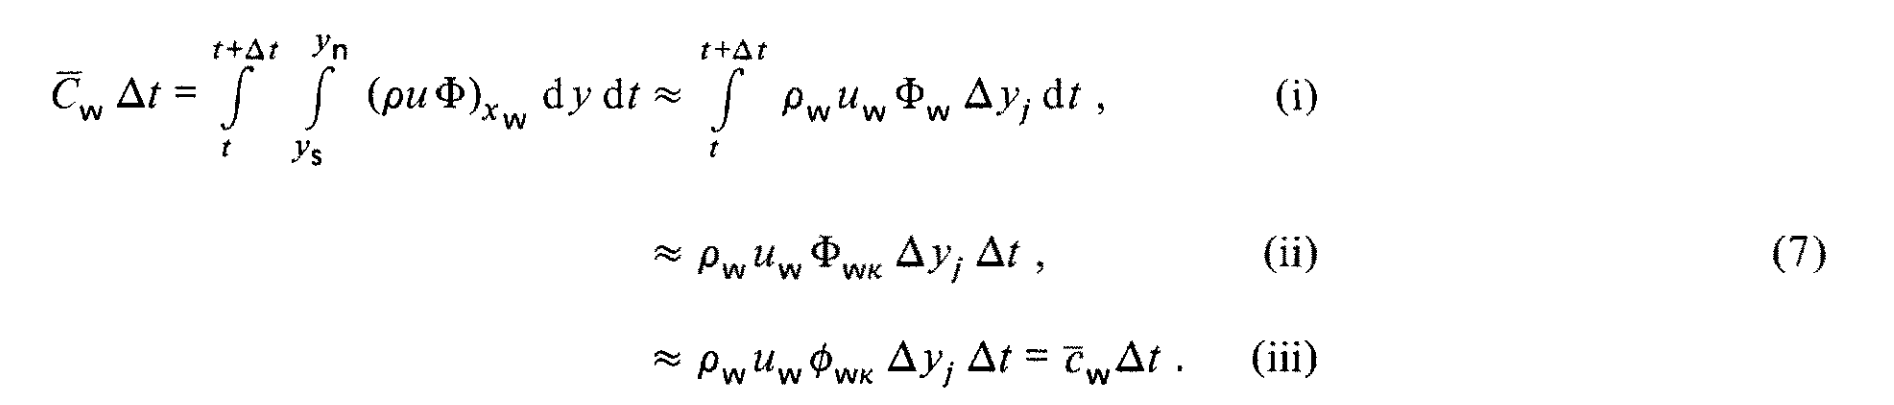 C̅_w Δt = ∫_t^{t+Δt} ∫_{y_s}^{y_n} (ρuΦ)_{x_w} dy dt ≈ ∫_t^{t+Δt} ρ_w u_w Φ_w Δy_j dt , (i)
≈ ρ_w u_w Φ_{wκ} Δy_j Δt , (ii) (7)
≈ ρ_w u_w ϕ_{wκ} Δy_j Δt = c̅_w Δt . (iii)